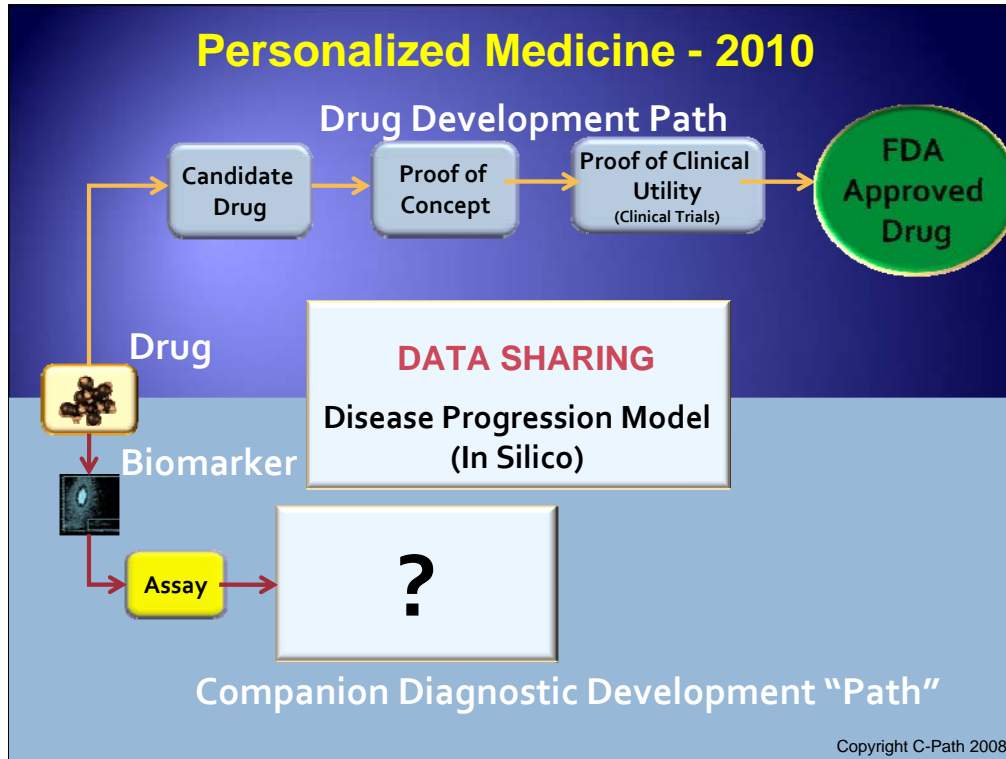 Personalized Medicine - 2010
Drug Development Path
Candidate
Drug
Proof of
Concept
Proof of Clinical
Utility
(Clinical Trials)
FDA
Approved
Drug
Drug
DATA SHARING
Disease Progression Model
(In Silico)
Biomarker
Assay
?
Companion Diagnostic Development “Path”
Copyright C-Path 2008